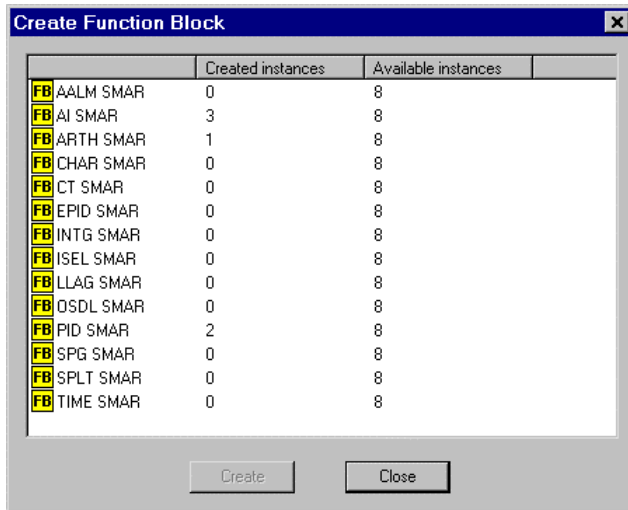 Create Function Block
Created instances Available instances
FB AALM SMAR 0 8
FB AI SMAR 3 8
FB ARTH SMAR 1 8
FB CHAR SMAR 0 8
FB CT SMAR 0 8
FB EPID SMAR 0 8
FB INTG SMAR 0 8
FB ISEL SMAR 0 8
FB LLAG SMAR 0 8
FB OSDL SMAR 0 8
FB PID SMAR 2 8
FB SPG SMAR 0 8
FB SPLT SMAR 0 8
FB TIME SMAR 0 8
Create Close